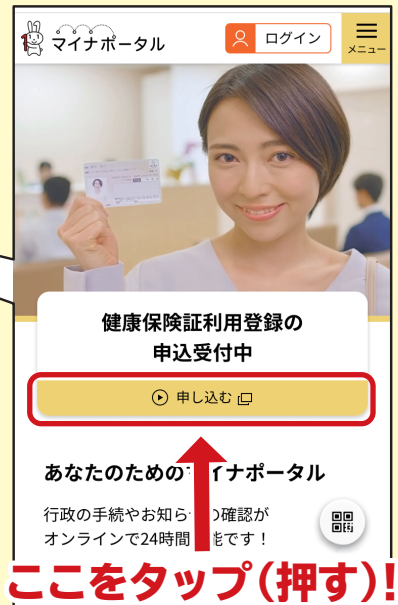 マイナポータル
ログイン
メニュー
健康保険証利用登録の
申込受付中
申し込む
あなたのための イナポータル
行政の手続やお知ら の確認が
オンラインで24時間 能です！
ここをタップ(押す)!